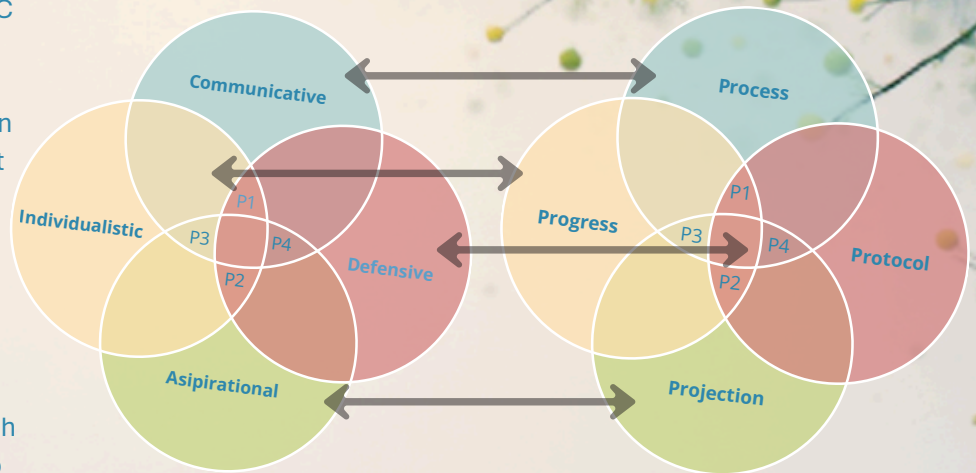 C
n
t
h
Communicative
Individualistic
P1
P3
P4
P2
Defensive
Asipirational
Process
Progress
P1
P3
P4
P2
Protocol
Projection